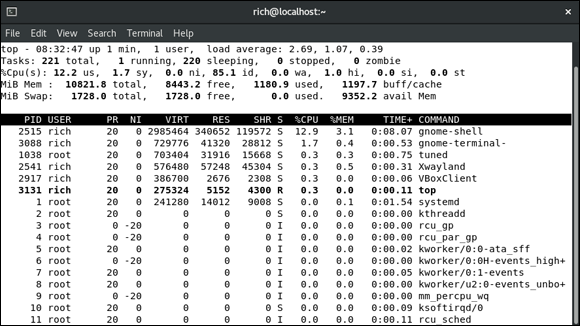 rich@localhost:~
File Edit View Search Terminal Help
top - 08:32:47 up 1 min,  1 user,  load average: 2.69, 1.07, 0.39
Tasks: 221 total,   1 running, 220 sleeping,   0 stopped,   0 zombie
%Cpu(s): 12.2 us,  1.7 sy,  0.0 ni, 85.1 id,  0.0 wa,  1.0 hi,  0.0 si,  0.0 st
MiB Mem :  10821.8 total,   8443.2 free,   1180.9 used,   1197.7 buff/cache
MiB Swap:   1728.0 total,   1728.0 free,      0.0 used.   9352.2 avail Mem
PID USER PR NI VIRT RES SHR S %CPU %MEM TIME+ COMMAND
2515 rich 20 0 2985464 340652 119572 S 12.9 3.1 0:08.07 gnome-shell
3088 rich 20 0 729776 41320 28812 S 1.7 0.4 0:00.53 gnome-terminal-
1038 root 20 0 703404 31916 15668 S 0.3 0.3 0:00.75 tuned
2541 rich 20 0 576480 57248 45304 S 0.3 0.5 0:00.31 Xwayland
2917 rich 20 0 386700 2676 2308 S 0.3 0.0 0:00.06 VBoxClient
3131 rich 20 0 275324 5152 4300 R 0.3 0.0 0:00.11 top
1 root 20 0 241280 14012 9008 S 0.0 0.1 0:01.54 systemd
2 root 20 0 0 0 0 S 0.0 0.0 0:00.00 kthreadd
3 root 0 -20 0 0 0 I 0.0 0.0 0:00.00 rcu_gp
4 root 0 -20 0 0 0 I 0.0 0.0 0:00.00 rcu_par_gp
5 root 20 0 0 0 0 I 0.0 0.0 0:00.02 kworker/0:0-ata_sff
6 root 0 -20 0 0 0 I 0.0 0.0 0:00.00 kworker/0:0H-events_high+
7 root 20 0 0 0 0 I 0.0 0.0 0:00.05 kworker/0:1-events
8 root 20 0 0 0 0 I 0.0 0.0 0:00.00 kworker/u2:0-events_unbo+
9 root 0 -20 0 0 0 I 0.0 0.0 0:00.00 mm_percpu_wq
10 root 20 0 0 0 0 S 0.0 0.0 0:00.09 ksoftirqd/0
11 root 20 0 0 0 0 I 0.0 0.0 0:00.11 rcu_sched